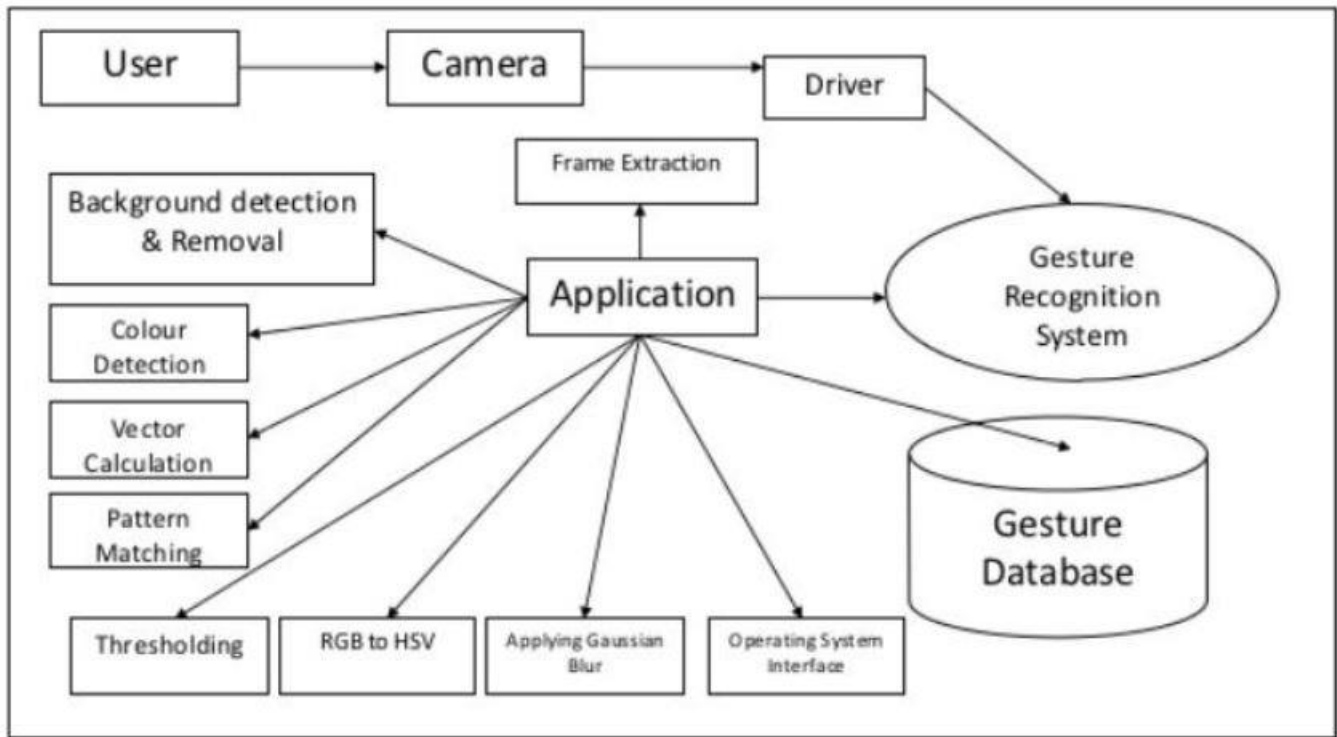 User
Camera
Driver
Frame Extraction
Background detection
& Removal
Application
Gesture
Recognition
System
Colour
Detection
Vector
Calculation
Pattern
Matching
Gesture
Database
Thresholding
RGB to HSV
Applying Gaussian
Blur
Operating System
Interface